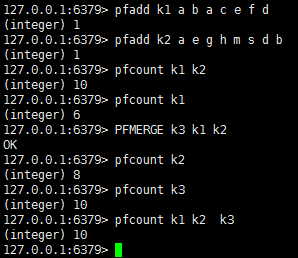 127.0.0.1:6379> pfadd k1 a b a c e f d
(integer) 1
127.0.0.1:6379> pfadd k2 a e g h m s d b
(integer) 1
127.0.0.1:6379> pfcount k1 k2
(integer) 10
127.0.0.1:6379> pfcount k1
(integer) 6
127.0.0.1:6379> PFMERGE k3 k1 k2
OK
127.0.0.1:6379> pfcount k2
(integer) 8
127.0.0.1:6379> pfcount k3
(integer) 10
127.0.0.1:6379> pfcount k1 k2  k3
(integer) 10
127.0.0.1:6379>